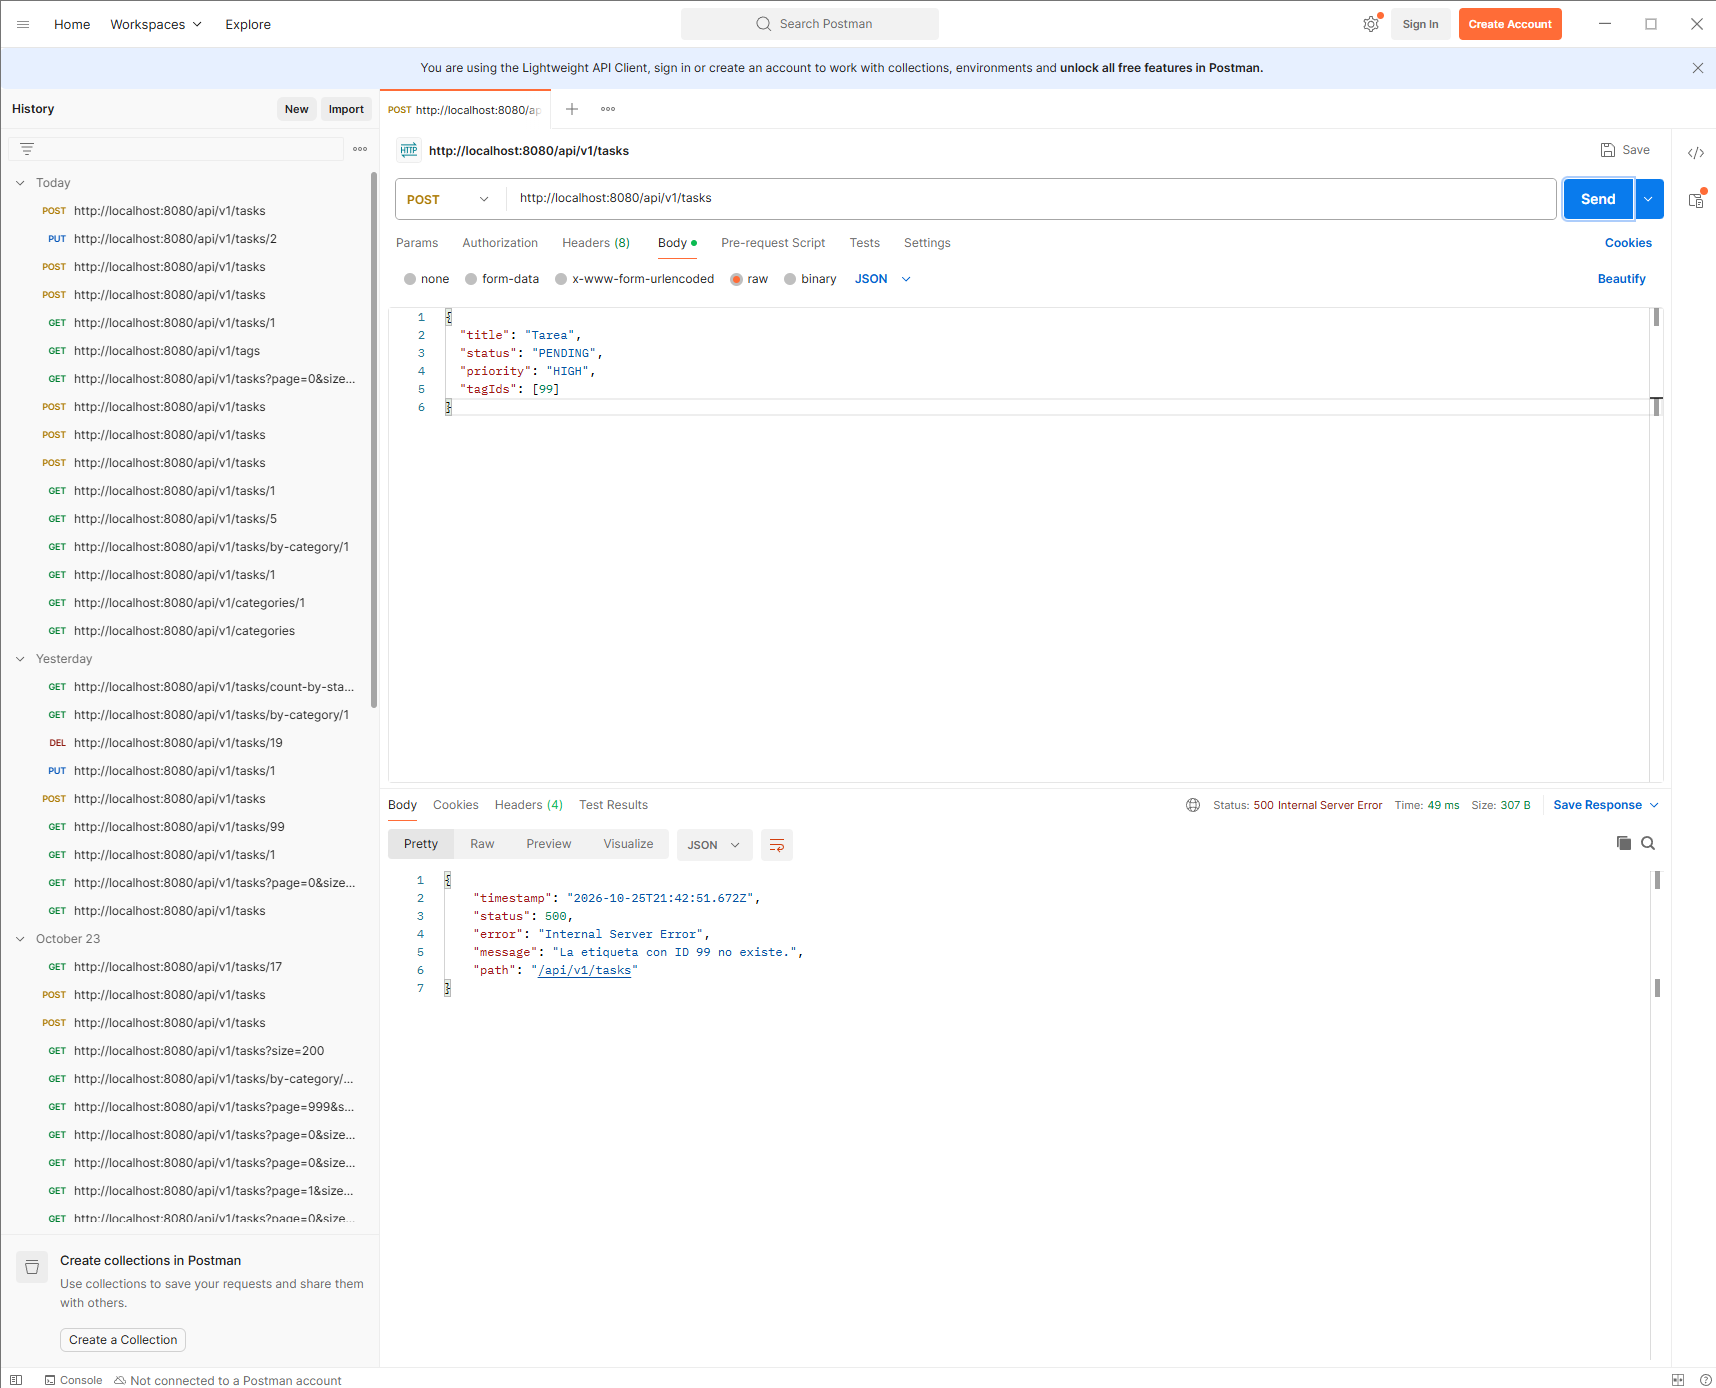 Home
Workspaces
Explore
Search Postman
Sign In
Create Account
You are using the Lightweight API Client, sign in or create an account to work with collections, environments and unlock all free features in Postman.
History
New
Import
Today
POST http://localhost:8080/api/v1/tasks
PUT http://localhost:8080/api/v1/tasks/2
POST http://localhost:8080/api/v1/tasks
POST http://localhost:8080/api/v1/tasks
GET http://localhost:8080/api/v1/tasks/1
GET http://localhost:8080/api/v1/tags
GET http://localhost:8080/api/v1/tasks?page=0&size...
POST http://localhost:8080/api/v1/tasks
POST http://localhost:8080/api/v1/tasks
POST http://localhost:8080/api/v1/tasks
GET http://localhost:8080/api/v1/tasks/1
GET http://localhost:8080/api/v1/tasks/5
GET http://localhost:8080/api/v1/tasks/by-category/1
GET http://localhost:8080/api/v1/tasks/1
GET http://localhost:8080/api/v1/categories/1
GET http://localhost:8080/api/v1/categories
Yesterday
GET http://localhost:8080/api/v1/tasks/count-by-sta...
GET http://localhost:8080/api/v1/tasks/by-category/1
DEL http://localhost:8080/api/v1/tasks/19
PUT http://localhost:8080/api/v1/tasks/1
POST http://localhost:8080/api/v1/tasks
GET http://localhost:8080/api/v1/tasks/99
GET http://localhost:8080/api/v1/tasks/1
GET http://localhost:8080/api/v1/tasks?page=0&size...
GET http://localhost:8080/api/v1/tasks
October 23
GET http://localhost:8080/api/v1/tasks/17
POST http://localhost:8080/api/v1/tasks
POST http://localhost:8080/api/v1/tasks
GET http://localhost:8080/api/v1/tasks?size=200
GET http://localhost:8080/api/v1/tasks/by-category/...
GET http://localhost:8080/api/v1/tasks?page=999&s...
GET http://localhost:8080/api/v1/tasks?page=0&size...
GET http://localhost:8080/api/v1/tasks?page=0&size...
GET http://localhost:8080/api/v1/tasks?page=1&size...
GET http://localhost:8080/api/v1/tasks?page=0&size...
Create collections in Postman
Use collections to save your requests and share them
with others.
Create a Collection
POST http://localhost:8080/ap
HTTP http://localhost:8080/api/v1/tasks
Save
POST
http://localhost:8080/api/v1/tasks
Send
Params
Authorization
Headers (8)
Body
Pre-request Script
Tests
Settings
Cookies
none
form-data
x-www-form-urlencoded
raw
binary
JSON
Beautify
1 {
2 "title": "Tarea",
3 "status": "PENDING",
4 "priority": "HIGH",
5 "tagIds": [99]
6 }
Body
Cookies
Headers (4)
Test Results
Status: 500 Internal Server Error
Time: 49 ms
Size: 307 B
Save Response
Pretty
Raw
Preview
Visualize
JSON
1 {
2 "timestamp": "2026-10-25T21:42:51.672Z",
3 "status": 500,
4 "error": "Internal Server Error",
5 "message": "La etiqueta con ID 99 no existe.",
6 "path": "/api/v1/tasks"
7 }
Console
Not connected to a Postman account